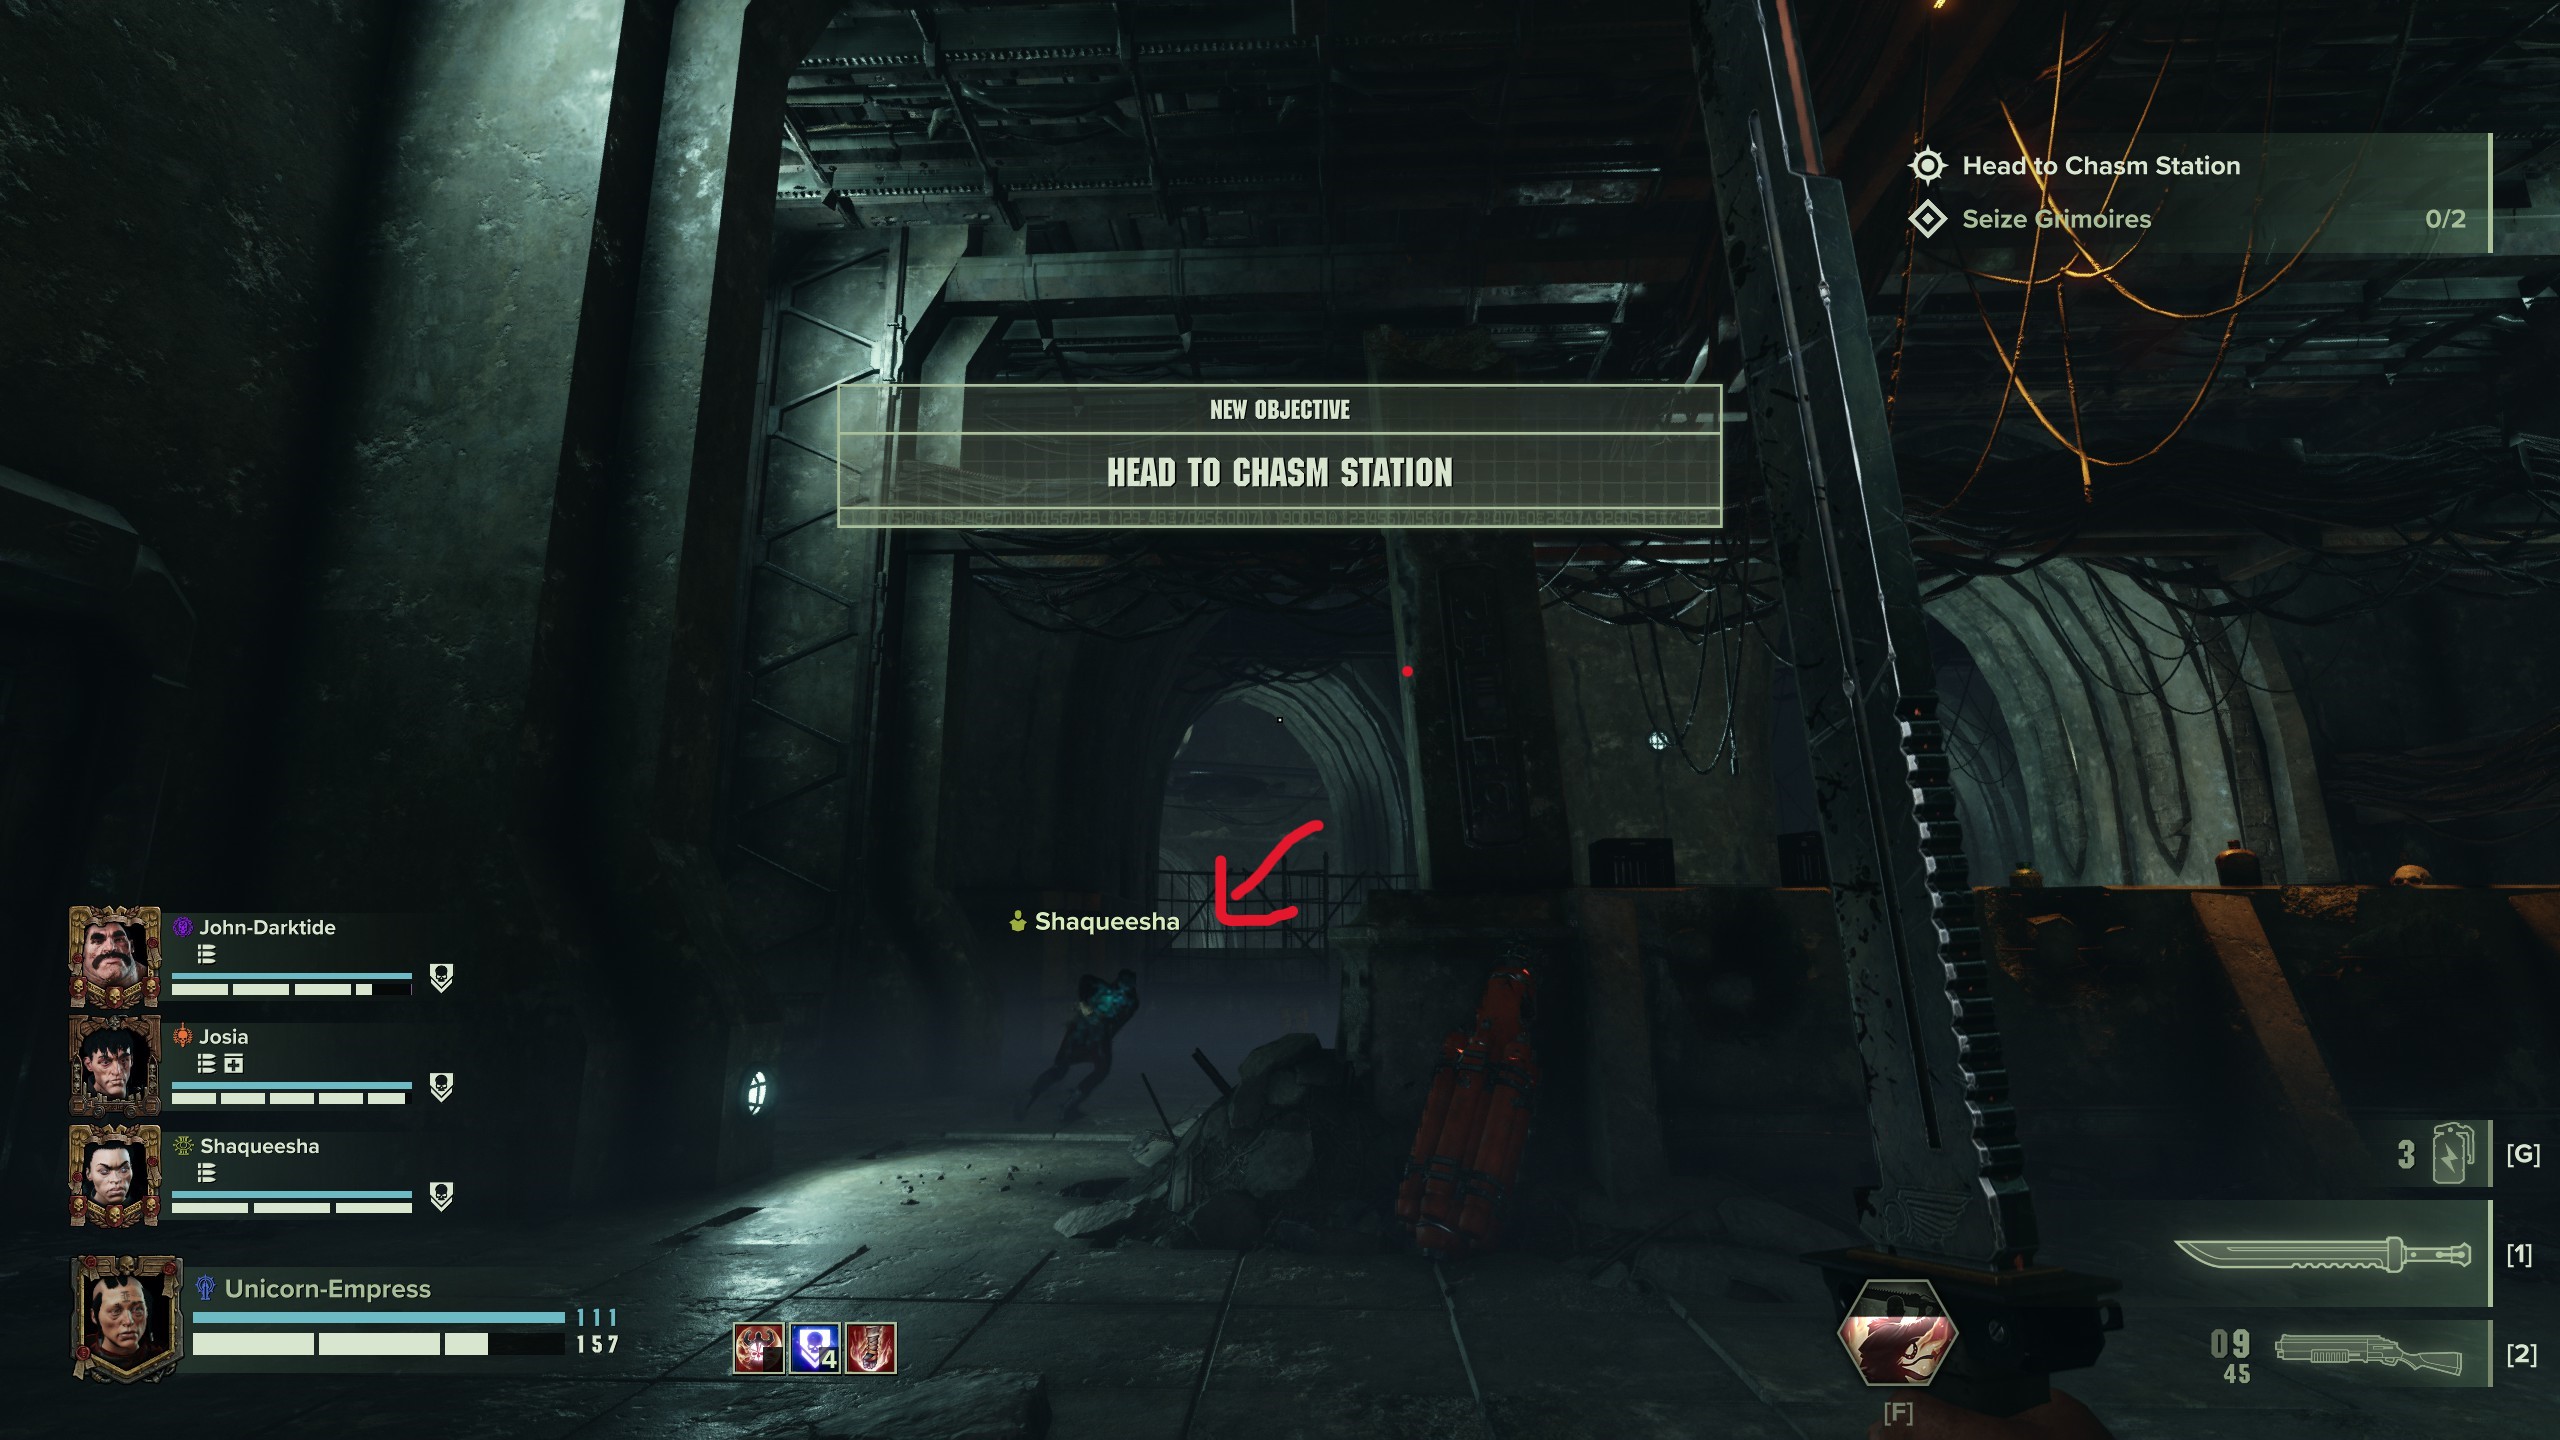 Head to Chasm Station
Seize Grimoires 0/2
NEW OBJECTIVE
HEAD TO CHASM STATION
Shaqueesha
John-Darktide
Josia
Shaqueesha
Unicorn-Empress
111
157
4
[F]
3 [G]
[1]
09
45
[2]